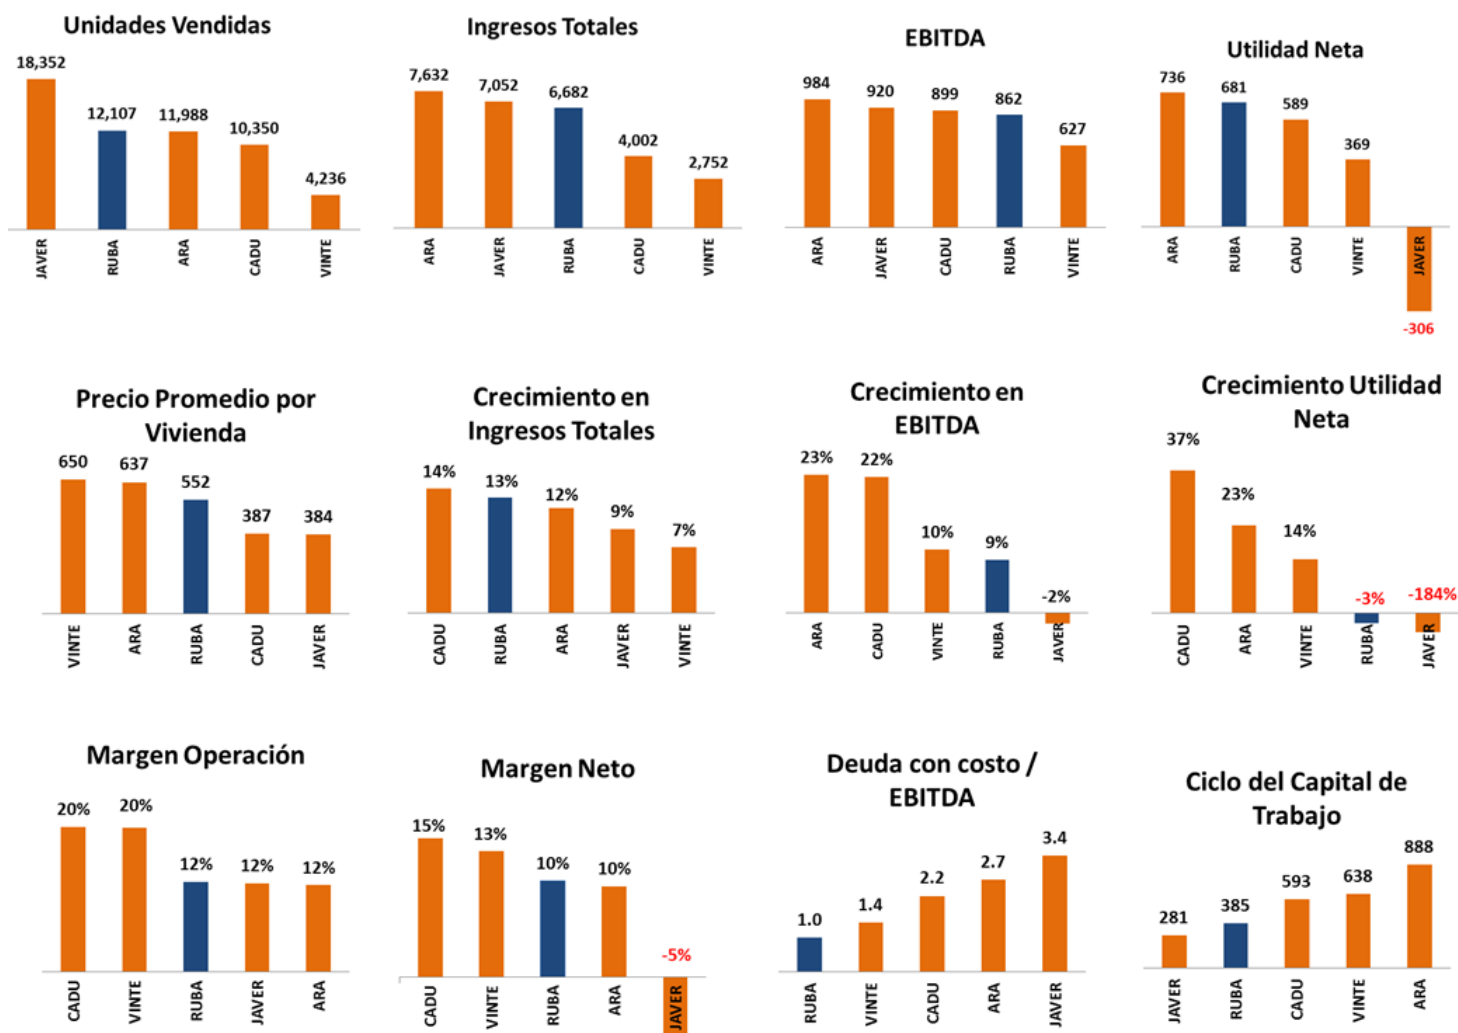 Unidades Vendidas
18,352
12,107
11,988
10,350
4,236
JAVER
RUBA
ARA
CADU
VINTE
Ingresos Totales
7,632
7,052
6,682
4,002
2,752
ARA
JAVER
RUBA
CADU
VINTE
EBITDA
984
920
899
862
627
ARA
JAVER
CADU
RUBA
VINTE
Utilidad Neta
736
681
589
369
-306
ARA
RUBA
CADU
VINTE
JAVER
Precio Promedio por
Vivienda
650
637
552
387
384
VINTE
ARA
RUBA
CADU
JAVER
Crecimiento en
Ingresos Totales
14%
13%
12%
9%
7%
CADU
RUBA
ARA
JAVER
VINTE
Crecimiento en
EBITDA
23%
22%
10%
9%
-2%
ARA
CADU
VINTE
RUBA
JAVER
Crecimiento Utilidad
Neta
37%
23%
14%
-3%
-184%
CADU
ARA
VINTE
RUBA
JAVER
Margen Operación
20%
20%
12%
12%
12%
CADU
VINTE
RUBA
JAVER
ARA
Margen Neto
15%
13%
10%
10%
-5%
CADU
VINTE
RUBA
ARA
JAVER
Deuda con costo /
EBITDA
1.0
1.4
2.2
2.7
3.4
RUBA
VINTE
CADU
ARA
JAVER
Ciclo del Capital de
Trabajo
281
385
593
638
888
JAVER
RUBA
CADU
VINTE
ARA